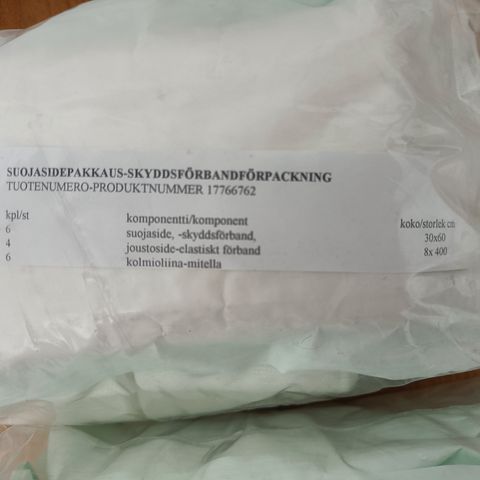 SUOJASIDEPAKKAUS-SKYDDSFÖRBANDFÖRPACKNING
TUOTENUMERO-PRODUKTNUMMER 17766762
kpl/st komponentti/komponent koko/storlek cm
6 suojaside, -skyddsförband, 30x60
4 joustoside-elastiskt förband 8x 400
6 kolmioliina-mitella